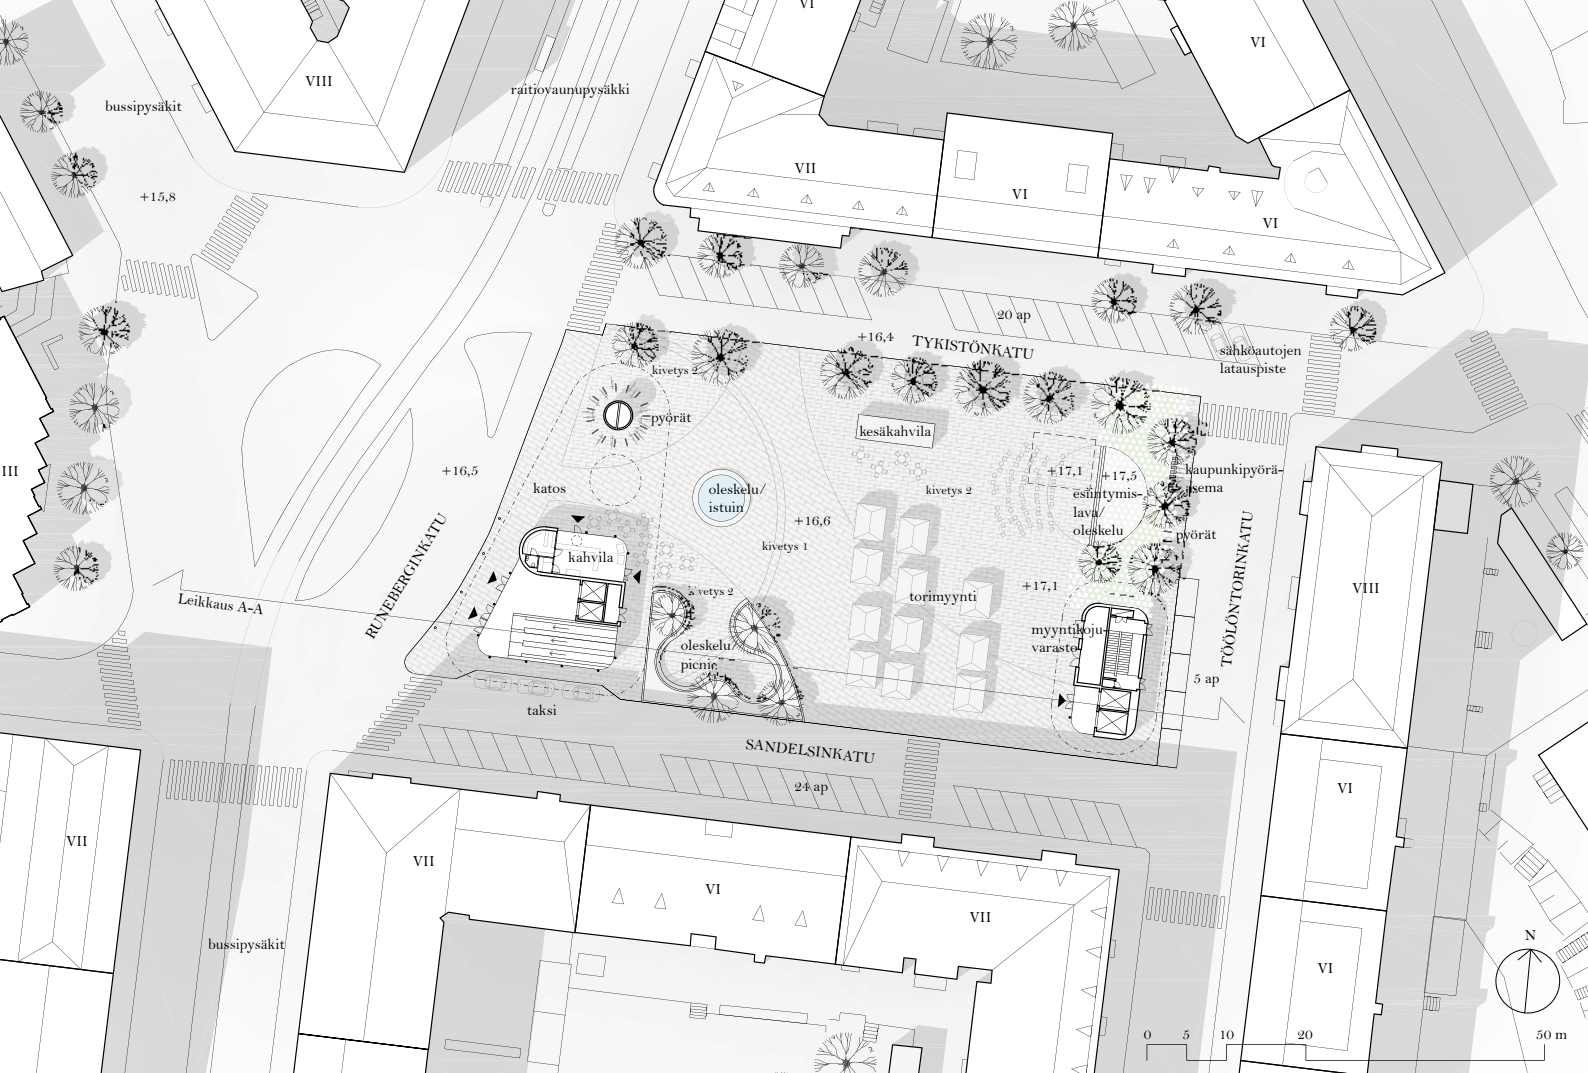 VI
VI
VIII
bussipysäkit
raitiovaunupysäkki
VII
VI
VI
+15,8
20 ap
+16,4
TYKISTÖNKATU
sähköautojen
latauspiste
kivetys 2
pyörät
kesäkahvila
+16,5
katos
oleskelu/
istuin
kivetys 2
+17,1
+17,5
esiintymis-
lava/
oleskelu
kaupunkipyörä-
asema
pyörät
+16,6
kivetys 1
kahvila
III
RUNEBERGINKATU
TÖÖLÖNTORINKATU
VIII
Leikkaus A-A
kivetys 2
torimyynti
+17,1
oleskelu/
picnic
myyntikoju-
varasto
5 ap
taksi
SANDELSINKATU
24 ap
VI
VII
VII
VI
VII
bussipysäkit
N
VI
0 5 10 20 50 m